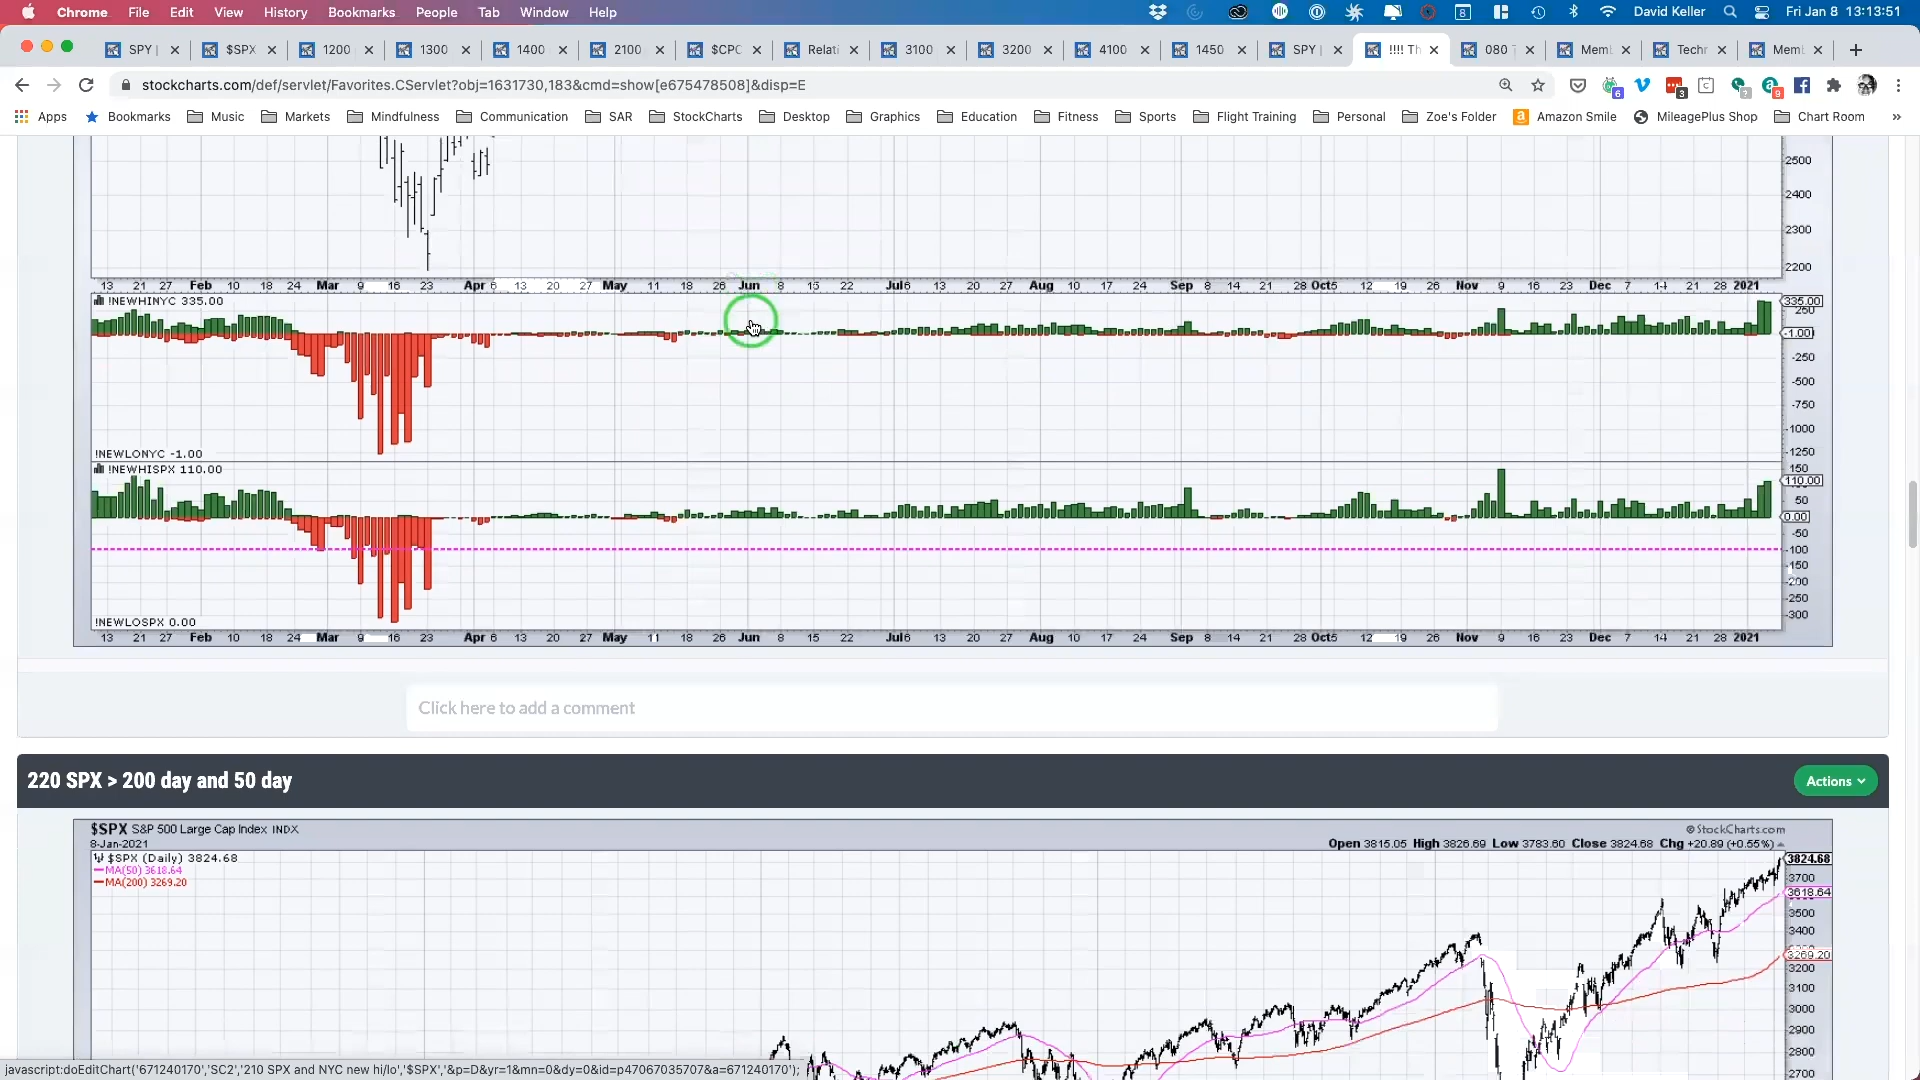 Chrome File Edit View History Bookmarks People Tab Window Help 8 David Keller Fri Jan 8 13:13:51
SPY | $SPX 1200 1300 1400 2100 $CPC Relati 3100 3200 4100 1450 SPY | !!!! Th 080 Memb Techr Memb
stockcharts.com/def/servlet/Favorites.CServlet?obj=1631730,183&cmd=show[e675478508]&disp=E
Apps Bookmarks Music Markets Mindfulness Communication SAR StockCharts Desktop Graphics Education Fitness Sports Flight Training Personal Zoe's Folder Amazon Smile MileagePlus Shop Chart Room »
2500
2400
2300
2200
13 21 27 Feb 10 18 24 Mar 9 16 23 Apr 6 13 20 27 May 11 18 26 Jun 8 15 22 Jul 6 13 20 27 Aug 10 17 24 Sep 8 14 21 28 Oct 5 12 19 26 Nov 9 16 23 Dec 7 14 21 28 2021
!NEWHINYC 335.00
335.00
250
-1.00
-250
-500
-750
-1000
-1250
!NEWLONYC -1.00
!NEWHISPX 110.00
150
110.00
50
0.00
-50
-100
-150
-200
-250
-300
!NEWLOSPX 0.00
13 21 27 Feb 10 18 24 Mar 9 16 23 Apr 6 13 20 27 May 11 18 26 Jun 8 15 22 Jul 6 13 20 27 Aug 10 17 24 Sep 8 14 21 28 Oct 5 12 19 26 Nov 9 16 23 Dec 7 14 21 28 2021
Click here to add a comment
220 SPX > 200 day and 50 day
Actions
$SPX S&P 500 Large Cap Index INDX
© StockCharts.com
8-Jan-2021
Open 3815.05 High 3826.69 Low 3783.60 Close 3824.68 Chg +20.89 (+0.55%)
$SPX (Daily) 3824.68
MA(50) 3618.64
MA(200) 3269.20
3824.68
3700
3618.64
3500
3400
3269.20
3200
3100
3000
2900
2800
2700
javascript:doEditChart('671240170','SC2','210 SPX and NYC new hi/lo','$SPX','&p=D&yr=1&mn=0&dy=0&id=p47067035707&a=671240170');